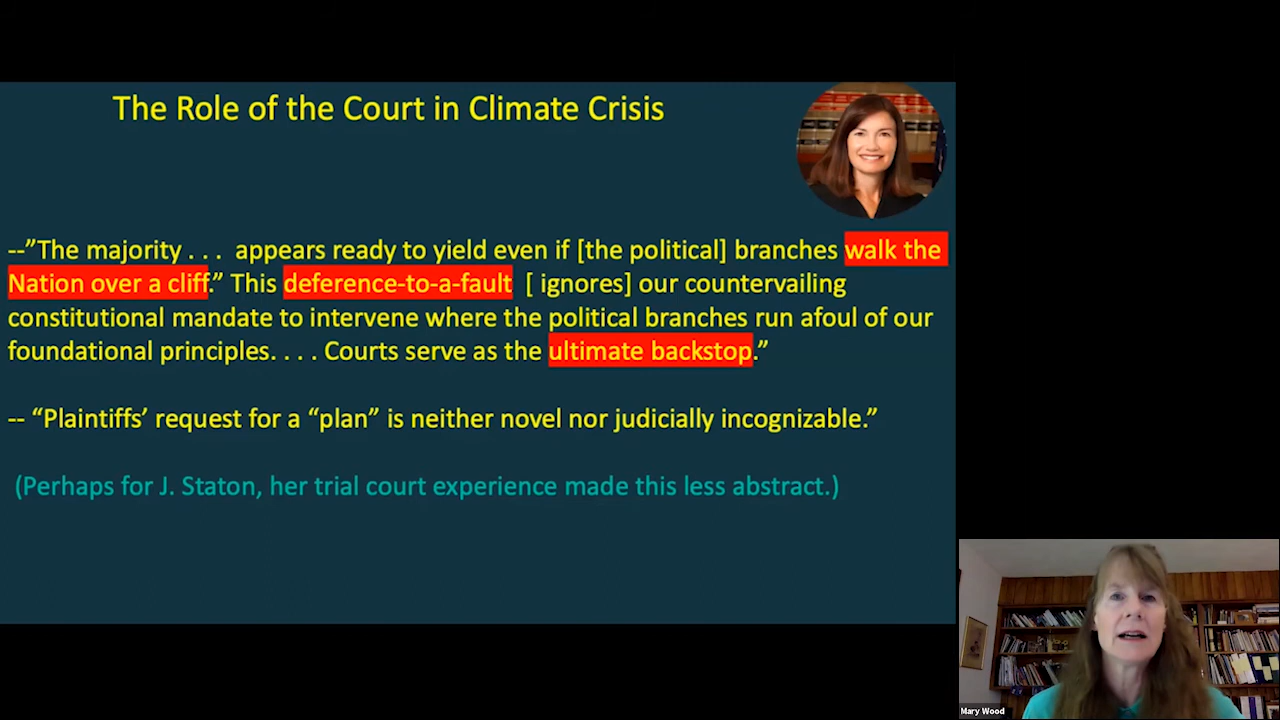 The Role of the Court in Climate Crisis
--”The majority . . .  appears ready to yield even if [the political] branches walk the
Nation over a cliff.” This deference-to-a-fault  [ ignores] our countervailing
constitutional mandate to intervene where the political branches run afoul of our
foundational principles. . . . Courts serve as the ultimate backstop.”
-- “Plaintiffs’ request for a “plan” is neither novel nor judicially incognizable.”
(Perhaps for J. Staton, her trial court experience made this less abstract.)
Mary Wood